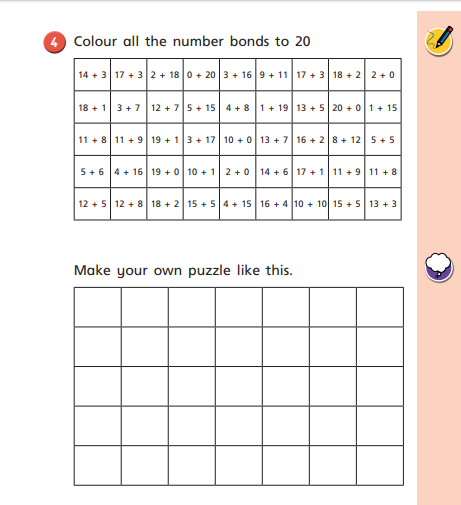 4 Colour all the number bonds to 20
14 + 3 17 + 3 2 + 18 0 + 20 3 + 16 9 + 11 17 + 3 18 + 2 2 + 0
18 + 1 3 + 7 12 + 7 5 + 15 4 + 8 1 + 19 13 + 5 20 + 0 1 + 15
11 + 8 11 + 9 19 + 1 3 + 17 10 + 0 13 + 7 16 + 2 8 + 12 5 + 5
5 + 6 4 + 16 19 + 0 10 + 1 2 + 0 14 + 6 17 + 1 11 + 9 11 + 8
12 + 5 12 + 8 18 + 2 15 + 5 4 + 15 16 + 4 10 + 10 15 + 5 13 + 3
Make your own puzzle like this.